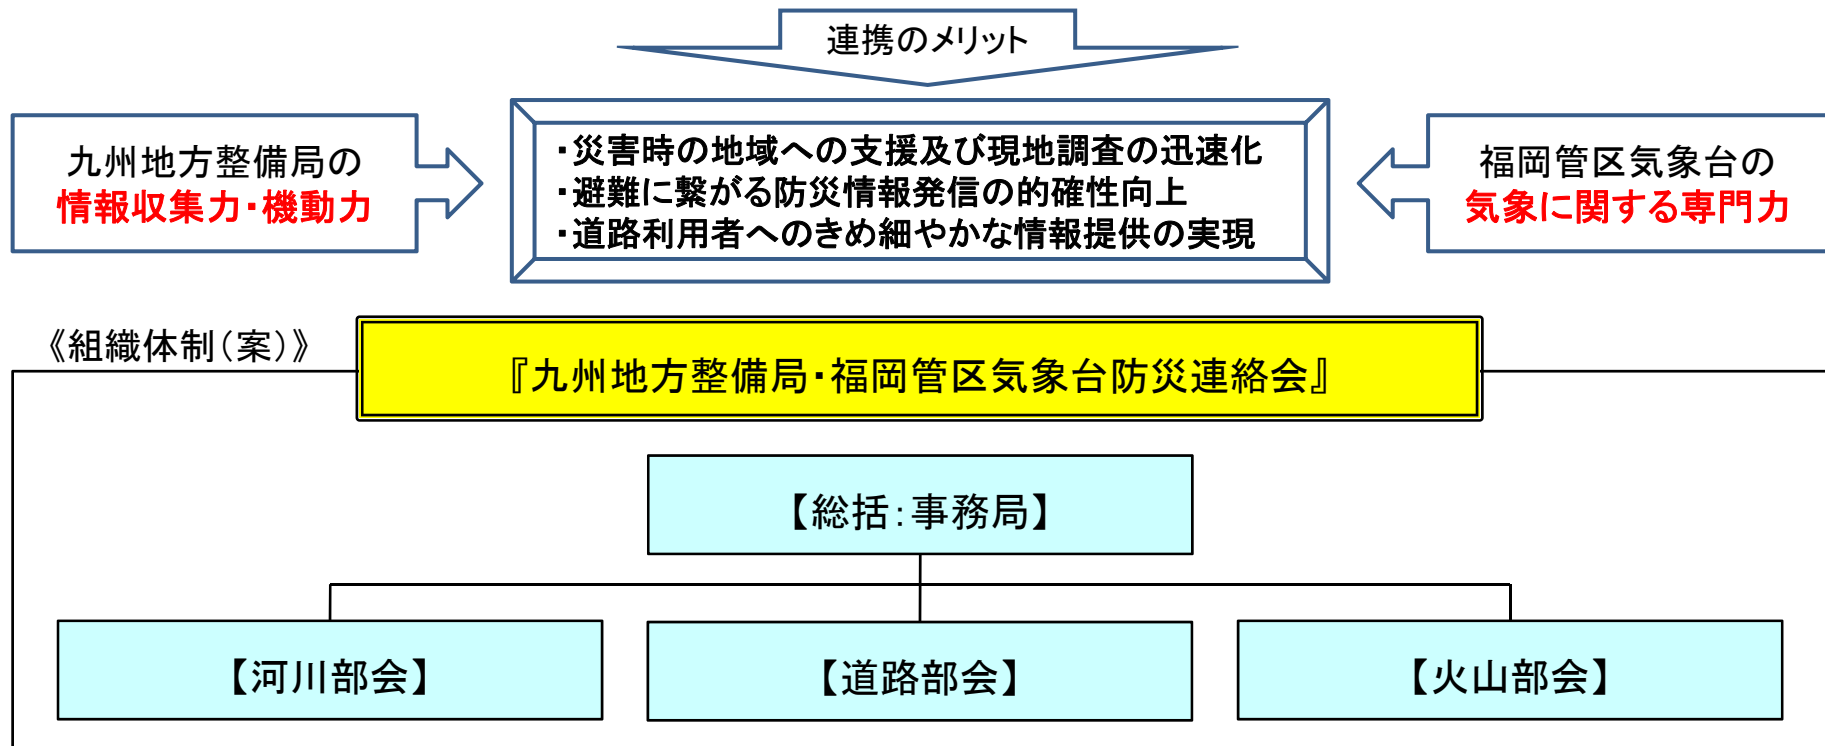 連携のメリット
九州地方整備局の
情報収集力・機動力
・災害時の地域への支援及び現地調査の迅速化
・避難に繋がる防災情報発信の的確性向上
・道路利用者へのきめ細やかな情報提供の実現
福岡管区気象台の
気象に関する専門力
《組織体制(案)》
『九州地方整備局・福岡管区気象台防災連絡会』
【総括:事務局】
【河川部会】
【道路部会】
【火山部会】